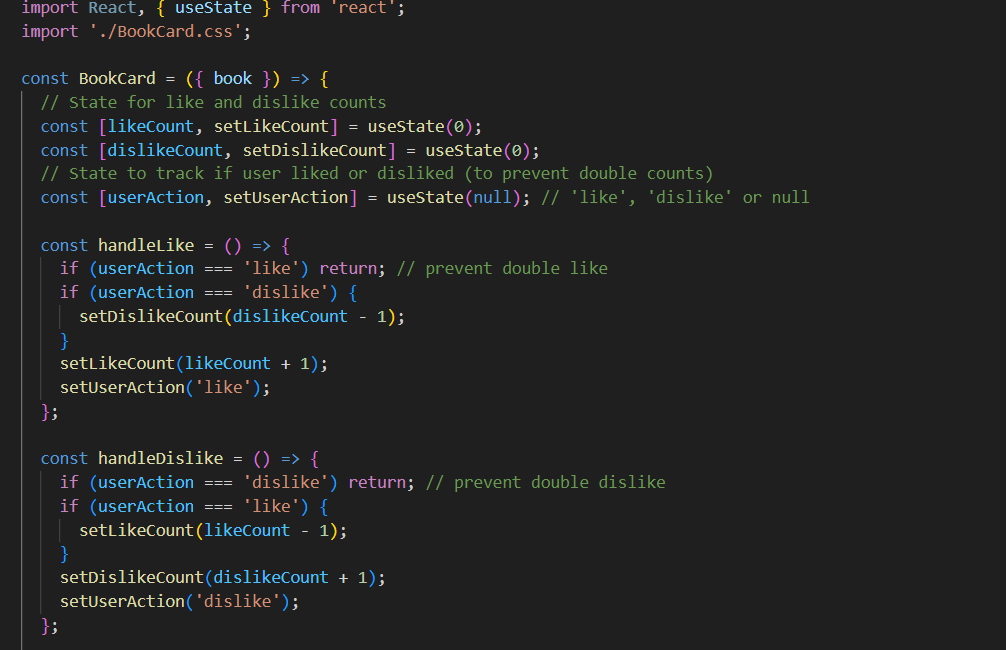 import React, { useState } from 'react';
import './BookCard.css';

const BookCard = ({ book }) => {
  // State for like and dislike counts
  const [likeCount, setLikeCount] = useState(0);
  const [dislikeCount, setDislikeCount] = useState(0);
  // State to track if user liked or disliked (to prevent double counts)
  const [userAction, setUserAction] = useState(null); // 'like', 'dislike' or null

  const handleLike = () => {
    if (userAction === 'like') return; // prevent double like
    if (userAction === 'dislike') {
      setDislikeCount(dislikeCount - 1);
    }
    setLikeCount(likeCount + 1);
    setUserAction('like');
  };

  const handleDislike = () => {
    if (userAction === 'dislike') return; // prevent double dislike
    if (userAction === 'like') {
      setLikeCount(likeCount - 1);
    }
    setDislikeCount(dislikeCount + 1);
    setUserAction('dislike');
  };